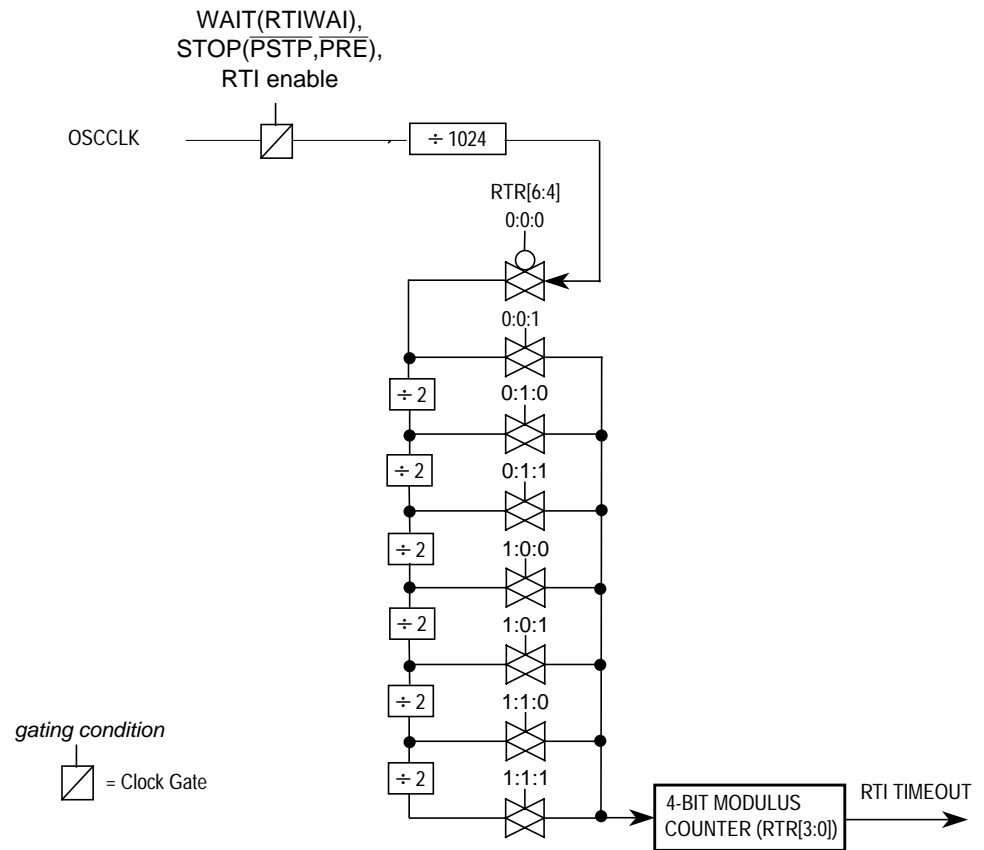 WAIT(RTIWAI),
STOP(PSTP,PRE),
RTI enable
OSCCLK
÷ 1024
RTR[6:4]
0:0:0
0:0:1
÷ 2
0:1:0
÷ 2
0:1:1
÷ 2
1:0:0
÷ 2
1:0:1
÷ 2
1:1:0
÷ 2
1:1:1
gating condition
= Clock Gate
4-BIT MODULUS
COUNTER (RTR[3:0])
RTI TIMEOUT